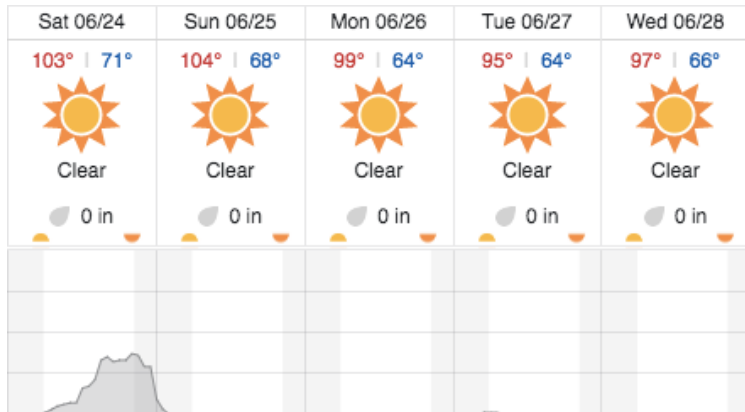 Sat 06/24 Sun 06/25 Mon 06/26 Tue 06/27 Wed 06/28
103° | 71° 104° | 68° 99° | 64° 95° | 64° 97° | 66°
Clear Clear Clear Clear Clear
0 in 0 in 0 in 0 in 0 in